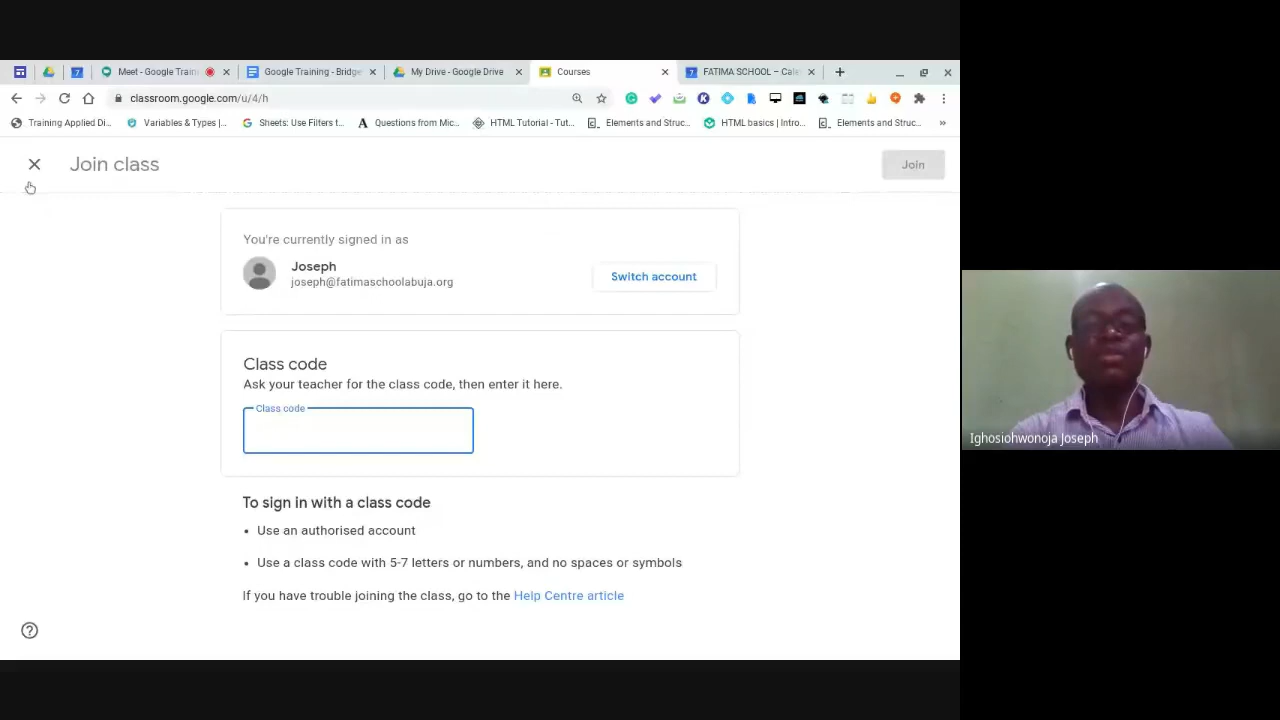 Meet - Google Train
Google Training - Bridge
My Drive - Google Drive
Courses
FATIMA SCHOOL – Cale
classroom.google.com/u/4/h
Training Applied Di...
Variables & Types |...
Sheets: Use Filters t...
Questions from Mic...
HTML Tutorial - Tut...
Elements and Struc...
HTML basics | Intro...
Elements and Struc...
»
Join class
Join
You're currently signed in as
Joseph
joseph@fatimaschoolabuja.org
Switch account
Class code
Ask your teacher for the class code, then enter it here.
Class code
To sign in with a class code
• Use an authorised account
• Use a class code with 5-7 letters or numbers, and no spaces or symbols
If you have trouble joining the class, go to the Help Centre article
Ighosiohwonoja Joseph